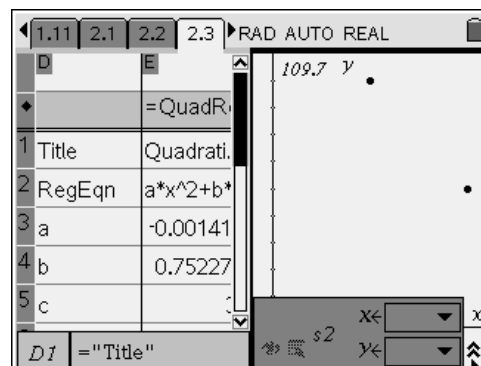 1.11 2.1 2.2 2.3 RAD AUTO REAL
D E
♦ =QuadR
1 Title Quadrati.
2 RegEqn a*x^2+b*
3 a -0.00141
4 b 0.75227
5 c
D1 ="Title"
109.7 y
s2 x←
y←
x